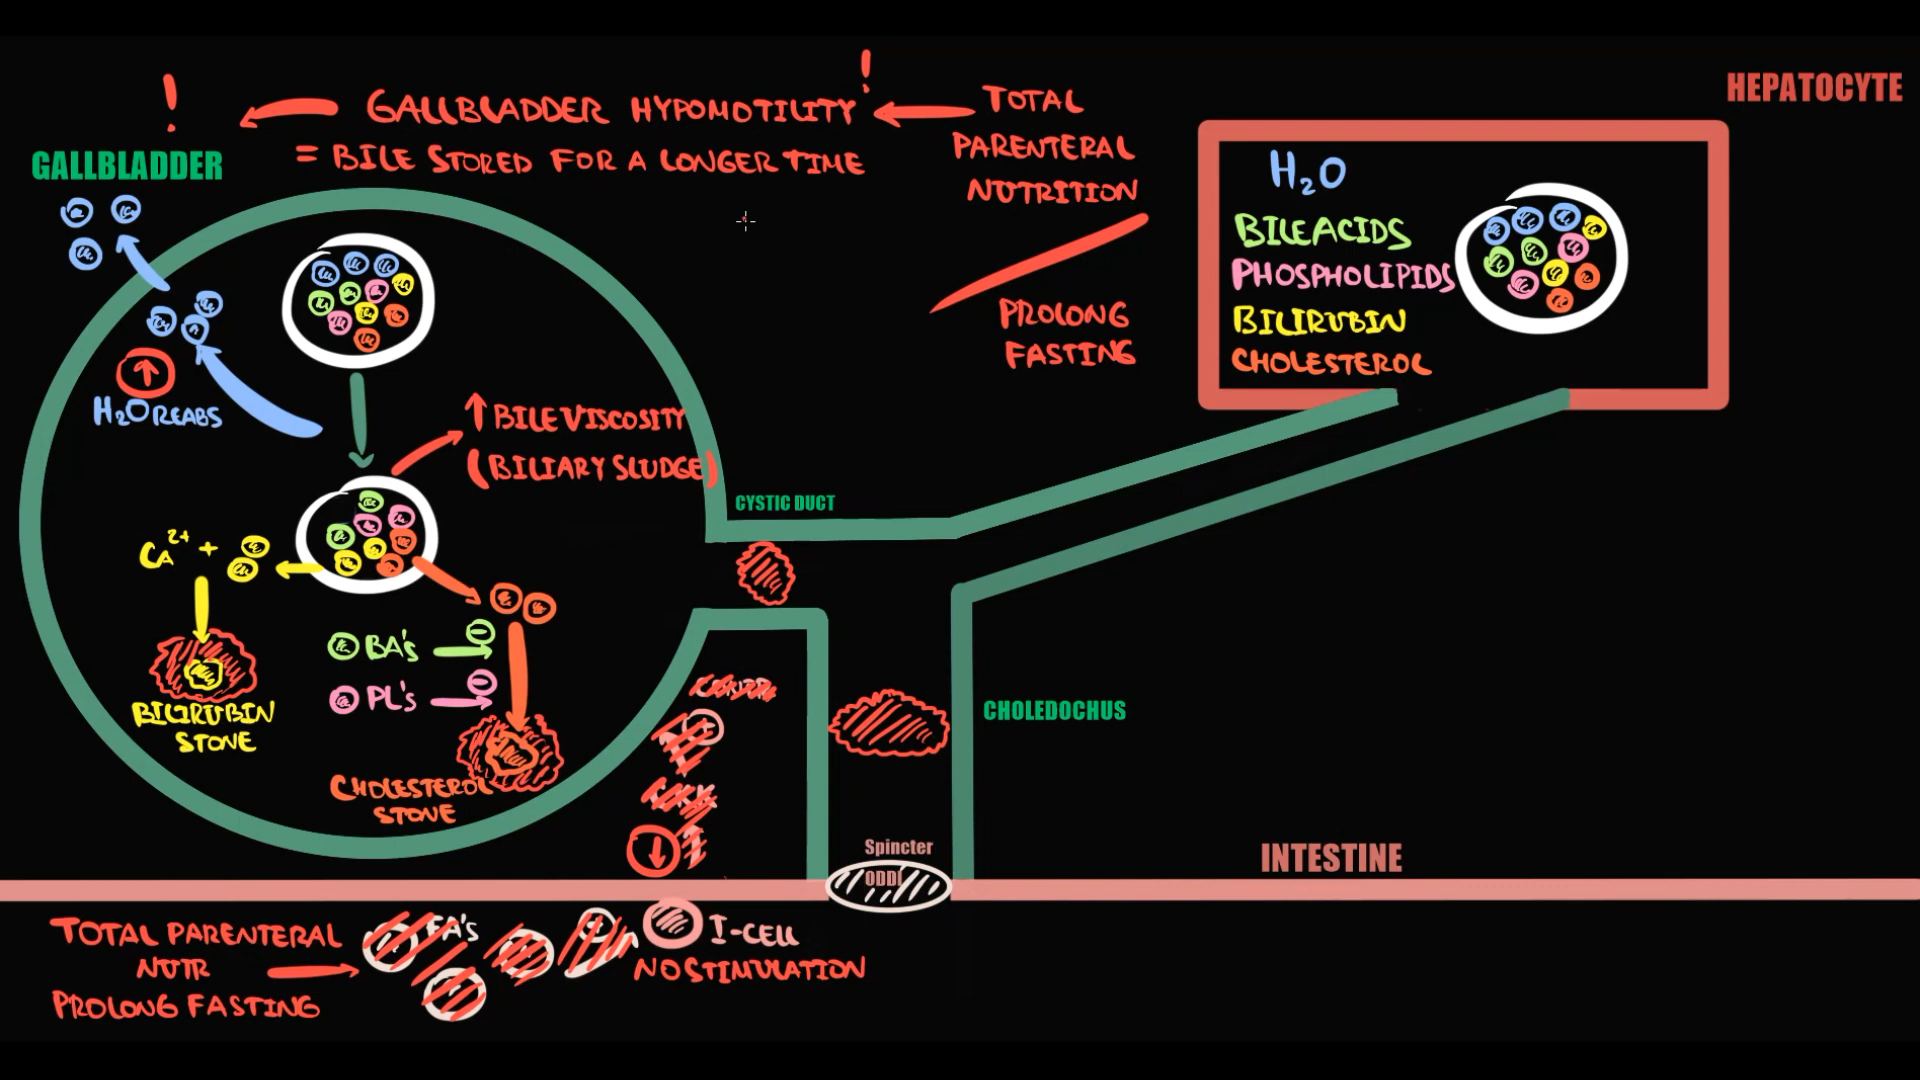 !
!
GALLBLADDER HYPOMOTILITY
= BILE STORED FOR A LONGER TIME
TOTAL
PARENTERAL
NUTRITION
PROLONG
FASTING
HEPATOCYTE
H₂O
BILE ACIDS
PHOSPHOLIPIDS
BILIRUBIN
CHOLESTEROL
GALLBLADDER
↑
H₂O REABS
↑ BILE VISCOSITY
(BILIARY SLUDGE)
CYSTIC DUCT
Ca²⁺ +
BILIRUBIN
STONE
BA's
PL's
CHOLESTEROL
STONE
CHOLEDOCHUS
Spincter
ODDI
INTESTINE
TOTAL PARENTERAL
NUTR
PROLONG FASTING
FA's
I-CELL
NO STIMULATION